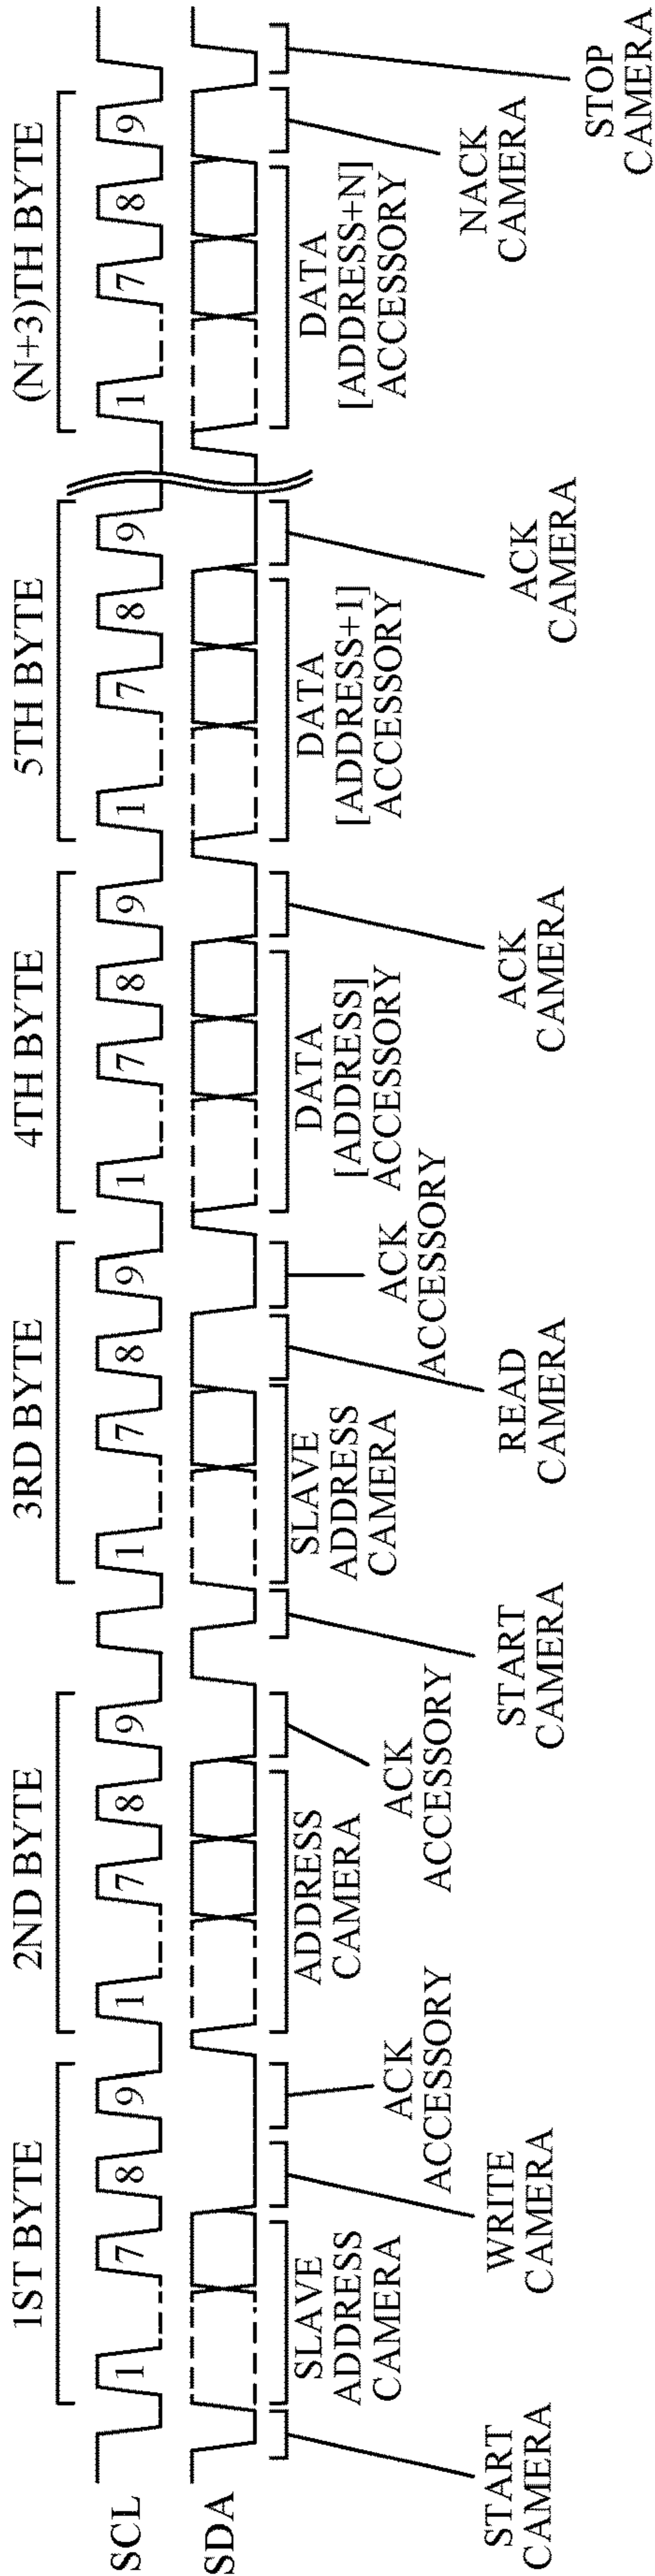 1ST BYTE
2ND BYTE
3RD BYTE
4TH BYTE
5TH BYTE
(N+3)TH BYTE
SCL
1
7
8
9
1
7
8
9
1
7
8
9
1
7
8
9
1
7
8
9
1
7
8
9
SDA
START
CAMERA
SLAVE
ADDRESS
CAMERA
WRITE
CAMERA
ACK
ACCESSORY
ADDRESS
CAMERA
ACK
ACCESSORY
START
CAMERA
SLAVE
ADDRESS
CAMERA
READ
CAMERA
ACK
ACCESSORY
DATA
[ADDRESS]
ACCESSORY
ACK
CAMERA
DATA
[ADDRESS+1]
ACCESSORY
ACK
CAMERA
DATA
[ADDRESS+N]
ACCESSORY
NACK
CAMERA
STOP
CAMERA